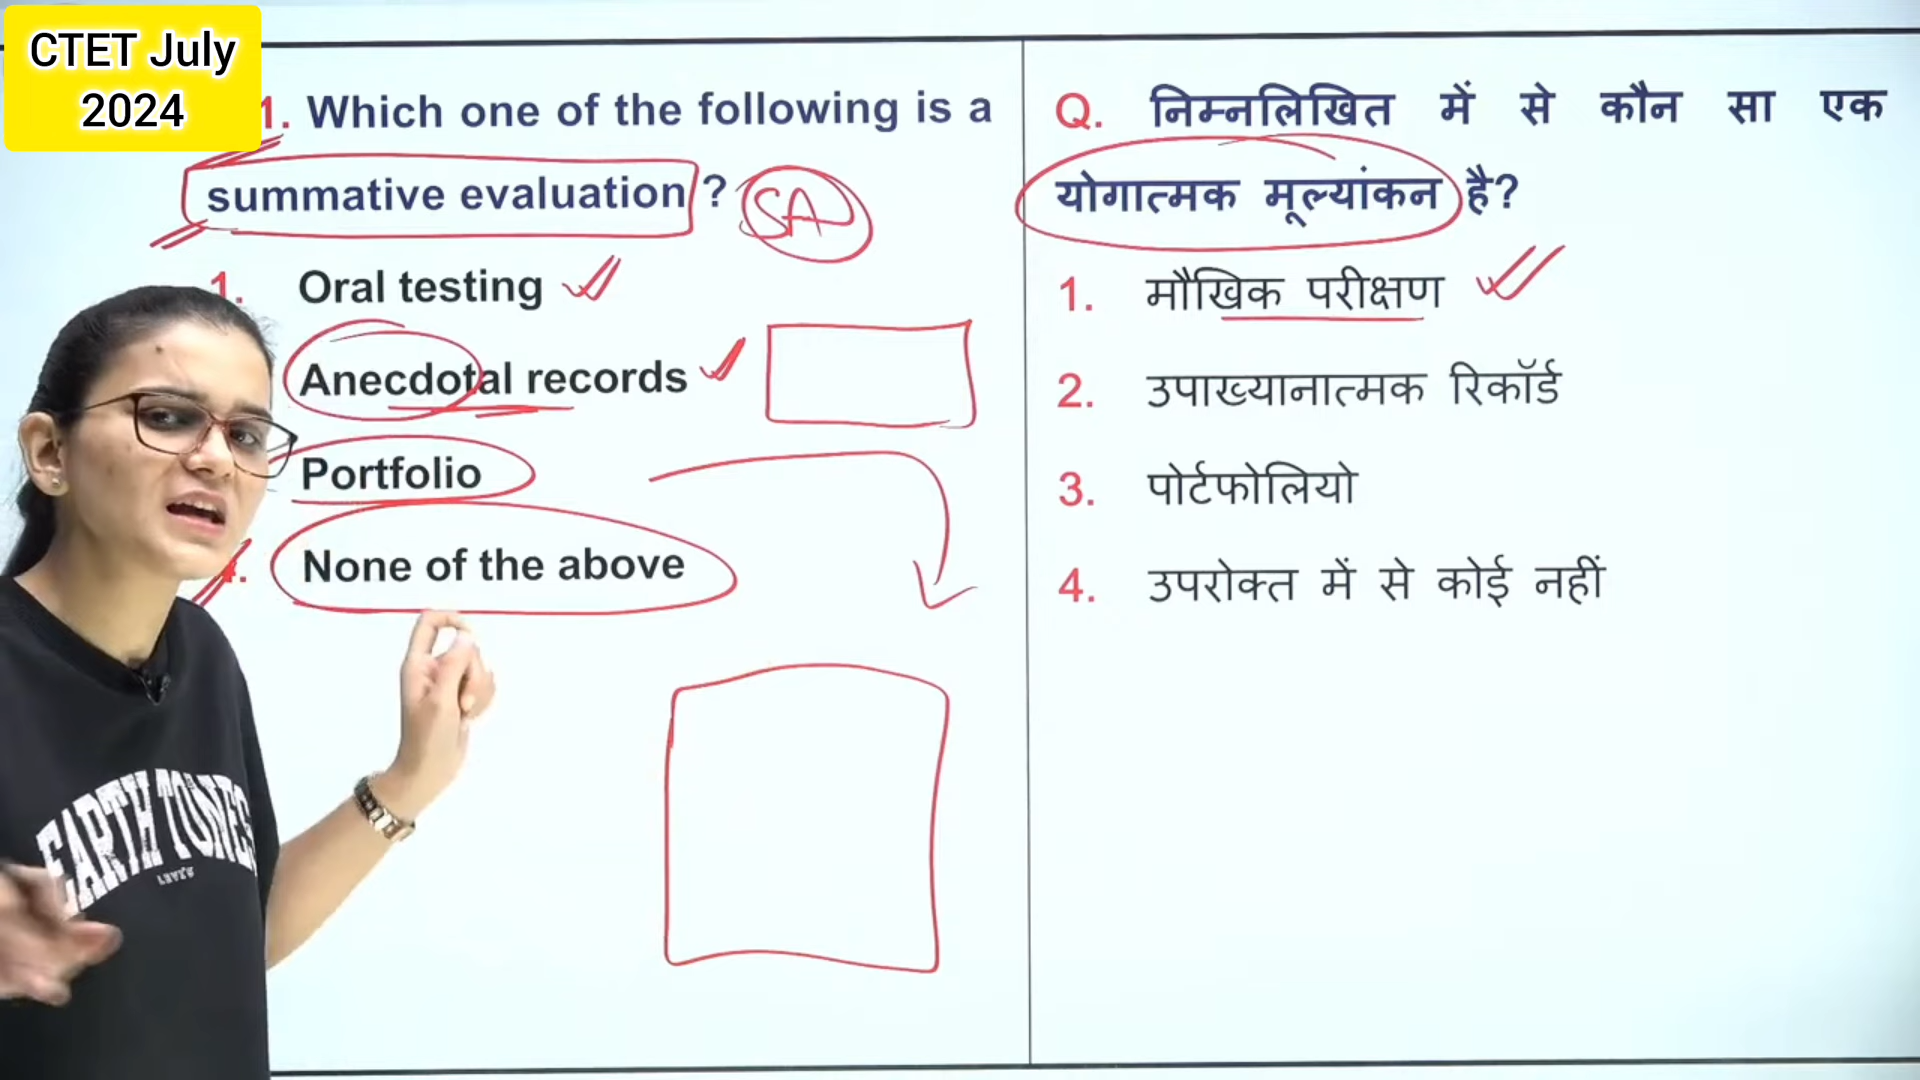 CTET July
2024
1. Which one of the following is a
summative evaluation ?
SA
1. Oral testing
Anecdotal records
Portfolio
4. None of the above
Q. निम्नलिखित में से कौन सा एक
योगात्मक मूल्यांकन है?
1. मौखिक परीक्षण
2. उपाख्यानात्मक रिकॉर्ड
3. पोर्टफोलियो
4. उपरोक्त में से कोई नहीं
EARTH TONES
LEVI'S